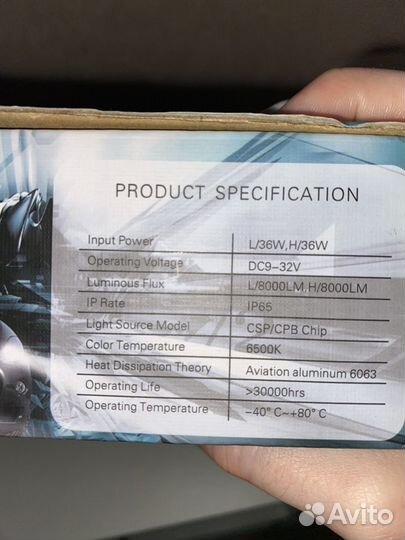 PRODUCT SPECIFICATION
Input Power L/36W,H/36W
Operating Voltage DC9-32V
Luminous Flux L/8000LM,H/8000LM
IP Rate IP65
Light Source Model CSP/CPB Chip
Color Temperature 6500K
Heat Dissipation Theory Aviation aluminum 6063
Operating Life >30000hrs
Operating Temperature -40° C~+80° C
Avito